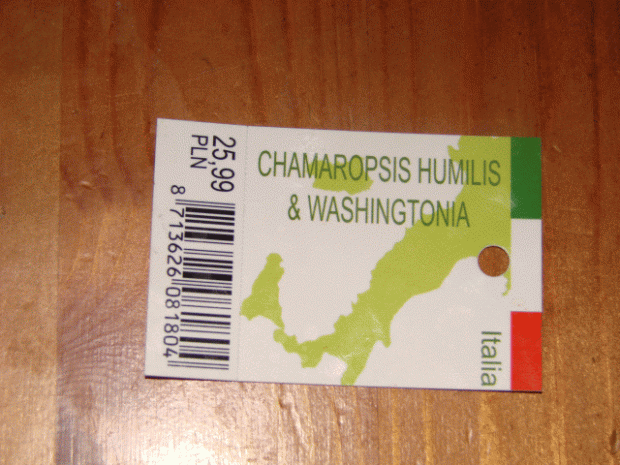 CHAMAROPSIS HUMILIS
& WASHINGTONIA
Italia
25,99
PLN
8 713626 081804